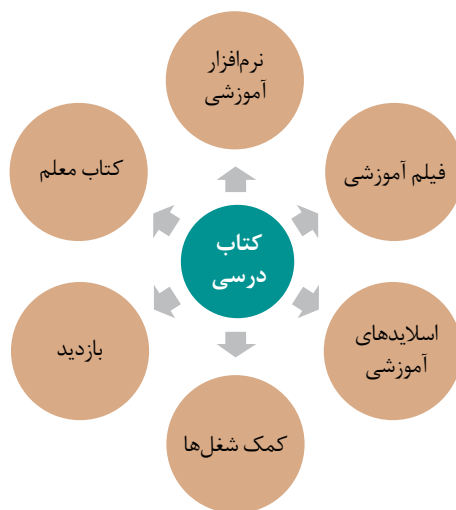 نرم‌افزار
آموزشی
فیلم آموزشی
کتاب معلم
کتاب
درسی
اسلایدهای
آموزشی
بازدید
کمک شغل‌ها